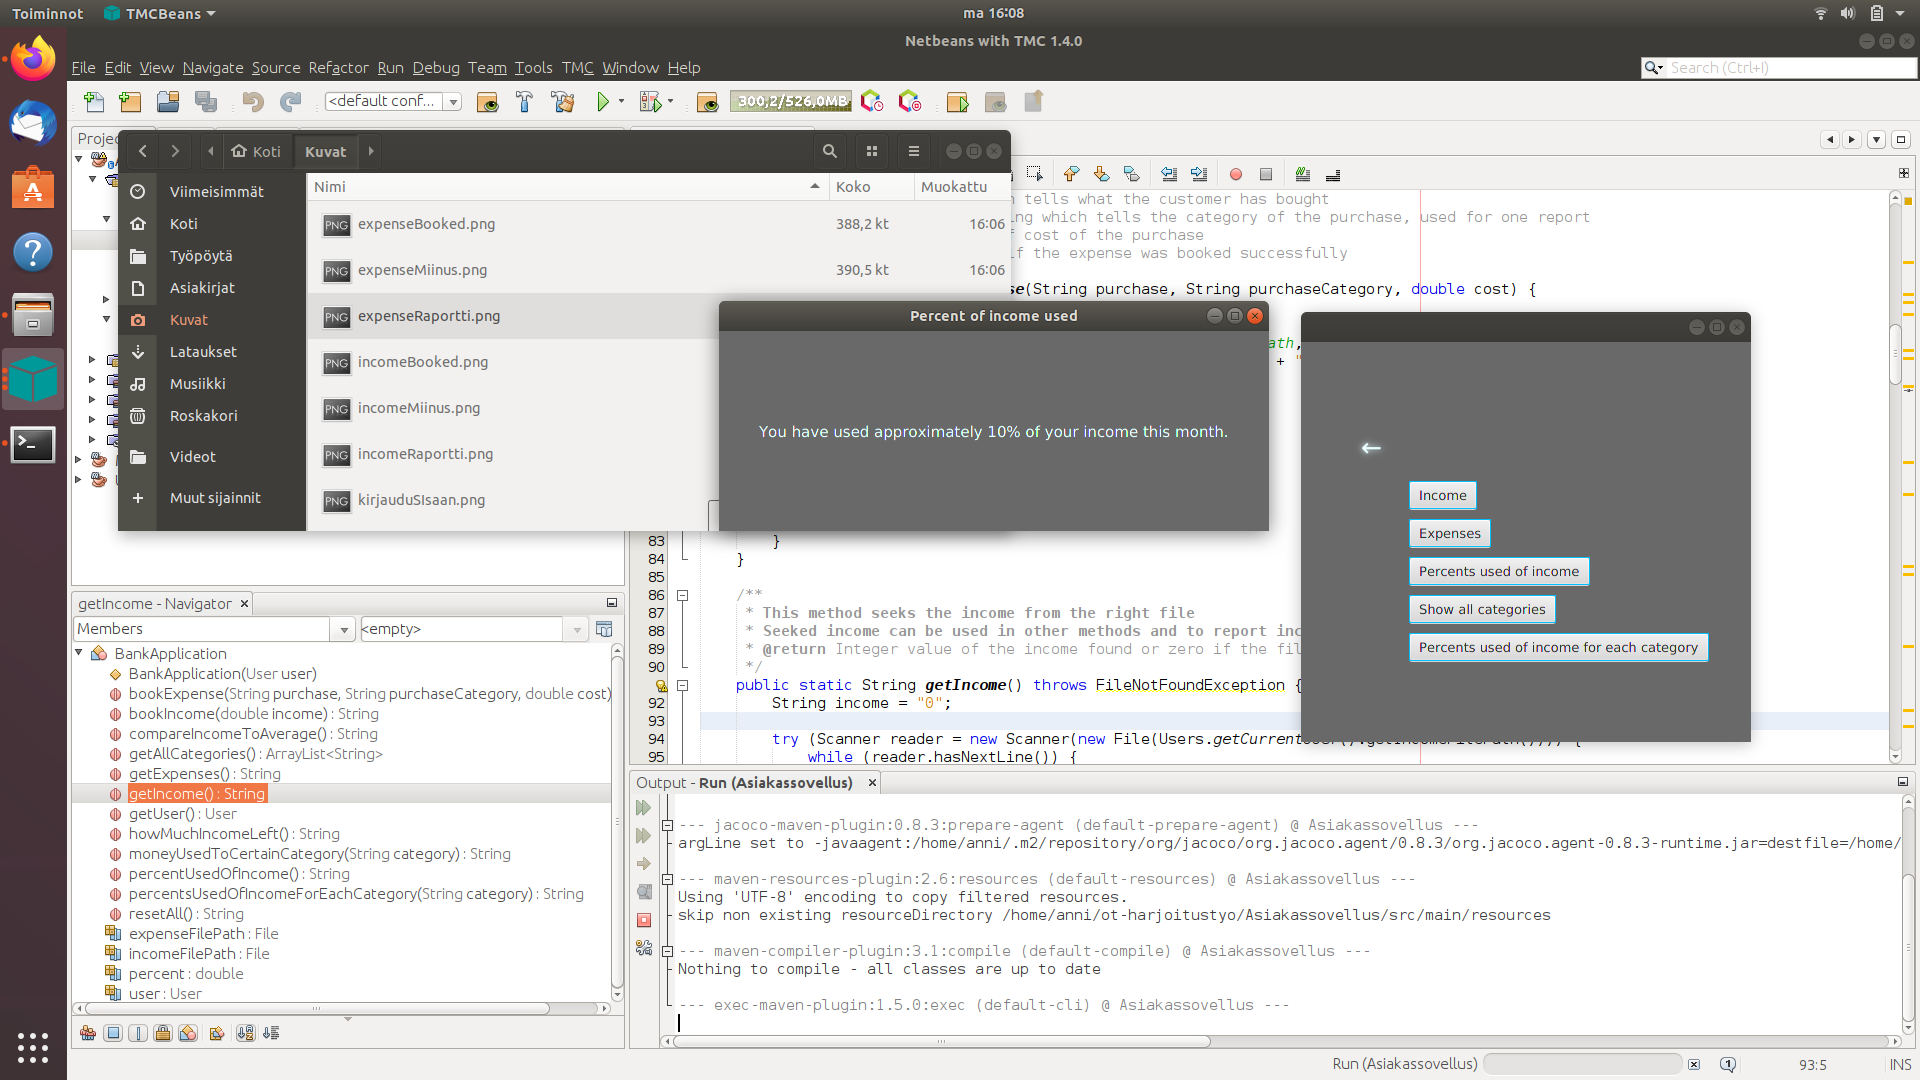 Toiminnot
TMCBeans
ma 16:08
Netbeans with TMC 1.4.0
File Edit View Navigate Source Refactor Run Debug Team Tools TMC Window Help
Search (Ctrl+I)
<default conf...
300,2/526,0MB
Projec
Koti
Kuvat
Nimi Koko Muokattu
Viimeisimmät
Koti
Työpöytä
Asiakirjat
Kuvat
Lataukset
Musiikki
Roskakori
Videot
Muut sijainnit
PNG expenseBooked.png 388,2 kt 16:06
PNG expenseMiinus.png 390,5 kt 16:06
PNG expenseRaportti.png
PNG incomeBooked.png
PNG incomeMiinus.png
PNG incomeRaportti.png
PNG kirjauduSIsaan.png
tells what the customer has bought
ng which tells the category of the purchase, used for one report
cost of the purchase
if the expense was booked successfully
se(String purchase, String purchaseCategory, double cost) {
ath,
+ "
Percent of income used
You have used approximately 10% of your income this month.
←
Income
Expenses
Percents used of income
Show all categories
Percents used of income for each category
83 }
84 }
85
86 /**
87 * This method seeks the income from the right file
88 * Seeked income can be used in other methods and to report inc
89 * @return Integer value of the income found or zero if the fil
90 */
public static String getIncome() throws FileNotFoundException {
92 String income = "0";
93
94 try (Scanner reader = new Scanner(new File(Users.getCurrentUser().getIncomeFilePath()))) {
95 while (reader.hasNextLine()) {
getIncome - Navigator
Members
<empty>
BankApplication
BankApplication(User user)
bookExpense(String purchase, String purchaseCategory, double cost)
bookIncome(double income) : String
compareIncomeToAverage() : String
getAllCategories() : ArrayList<String>
getExpenses() : String
getIncome() : String
getUser() : User
howMuchIncomeLeft() : String
moneyUsedToCertainCategory(String category) : String
percentUsedOfIncome() : String
percentsUsedOfIncomeForEachCategory(String category) : String
resetAll() : String
expenseFilePath : File
incomeFilePath : File
percent : double
user : User
Output - Run (Asiakassovellus)
--- jacoco-maven-plugin:0.8.3:prepare-agent (default-prepare-agent) @ Asiakassovellus ---
argLine set to -javaagent:/home/anni/.m2/repository/org/jacoco/org.jacoco.agent/0.8.3/org.jacoco.agent-0.8.3-runtime.jar=destfile=/home/
--- maven-resources-plugin:2.6:resources (default-resources) @ Asiakassovellus ---
Using 'UTF-8' encoding to copy filtered resources.
skip non existing resourceDirectory /home/anni/ot-harjoitustyo/Asiakassovellus/src/main/resources
--- maven-compiler-plugin:3.1:compile (default-compile) @ Asiakassovellus ---
Nothing to compile - all classes are up to date
--- exec-maven-plugin:1.5.0:exec (default-cli) @ Asiakassovellus ---
Run (Asiakassovellus)
1
93:5
INS